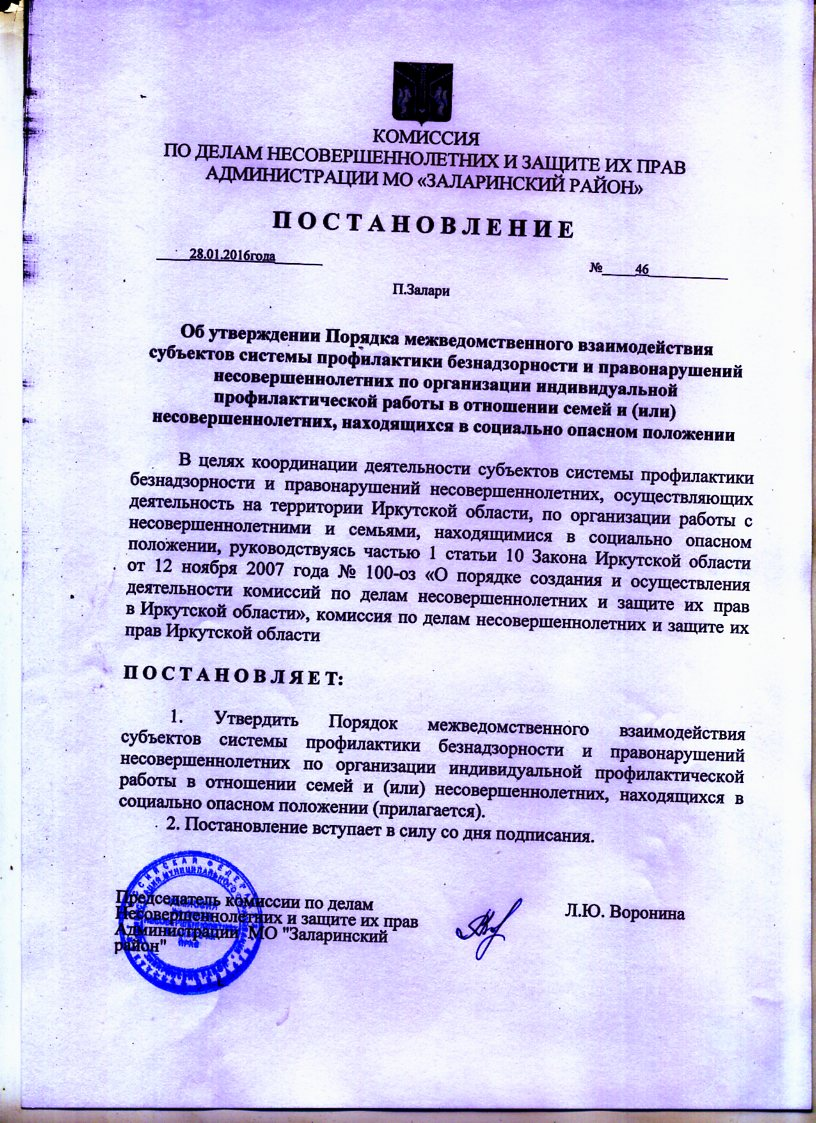 КОМИССИЯ
ПО ДЕЛАМ НЕСОВЕРШЕННОЛЕТНИХ И ЗАЩИТЕ ИХ ПРАВ
АДМИНИСТРАЦИИ МО «ЗАЛАРИНСКИЙ РАЙОН»
ПОСТАНОВЛЕНИЕ
28.01.2016года
№ 46
П.Залари
Об утверждении Порядка межведомственного взаимодействия
субъектов системы профилактики безнадзорности и правонарушений
несовершеннолетних по организации индивидуальной
профилактической работы в отношении семей и (или)
несовершеннолетних, находящихся в социально опасном положении
В целях координации деятельности субъектов системы профилактики
безнадзорности и правонарушений несовершеннолетних, осуществляющих
деятельность на территории Иркутской области, по организации работы с
несовершеннолетними и семьями, находящимися в социально опасном
положении, руководствуясь частью 1 статьи 10 Закона Иркутской области
от 12 ноября 2007 года № 100-оз «О порядке создания и осуществления
деятельности комиссий по делам несовершеннолетних и защите их прав
в Иркутской области», комиссия по делам несовершеннолетних и защите их
прав Иркутской области
ПОСТАНОВЛЯЕТ:
1. Утвердить Порядок межведомственного взаимодействия
субъектов системы профилактики безнадзорности и правонарушений
несовершеннолетних по организации индивидуальной профилактической
работы в отношении семей и (или) несовершеннолетних, находящихся в
социально опасном положении (прилагается).
2. Постановление вступает в силу со дня подписания.
Председатель комиссии по делам
Несовершеннолетних и защите их прав
Администрации МО "Заларинский
район"
Л.Ю. Воронина